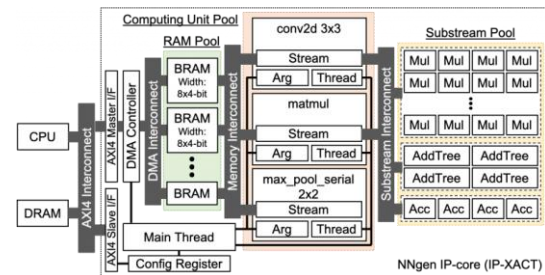 Computing Unit Pool
RAM Pool
conv2d 3x3
Substream Pool
CPU
DRAM
AXI4 Interconnect
AXI4 Master I/F
AXI4 Slave I/F
DMA Controller
DMA Interconnect
BRAM
Width:
8x4-bit
BRAM
Width:
8x4-bit
BRAM
Memory Interconnect
Stream
Arg
Thread
matmul
Stream
Arg
Thread
max_pool_serial
2x2
Stream
Arg
Thread
Substream Interconnect
Mul Mul Mul Mul
Mul Mul Mul Mul
Mul Mul Mul Mul
AddTree AddTree
AddTree AddTree
Acc Acc Acc Acc
Main Thread
Config Register
NNgen IP-core (IP-XACT)